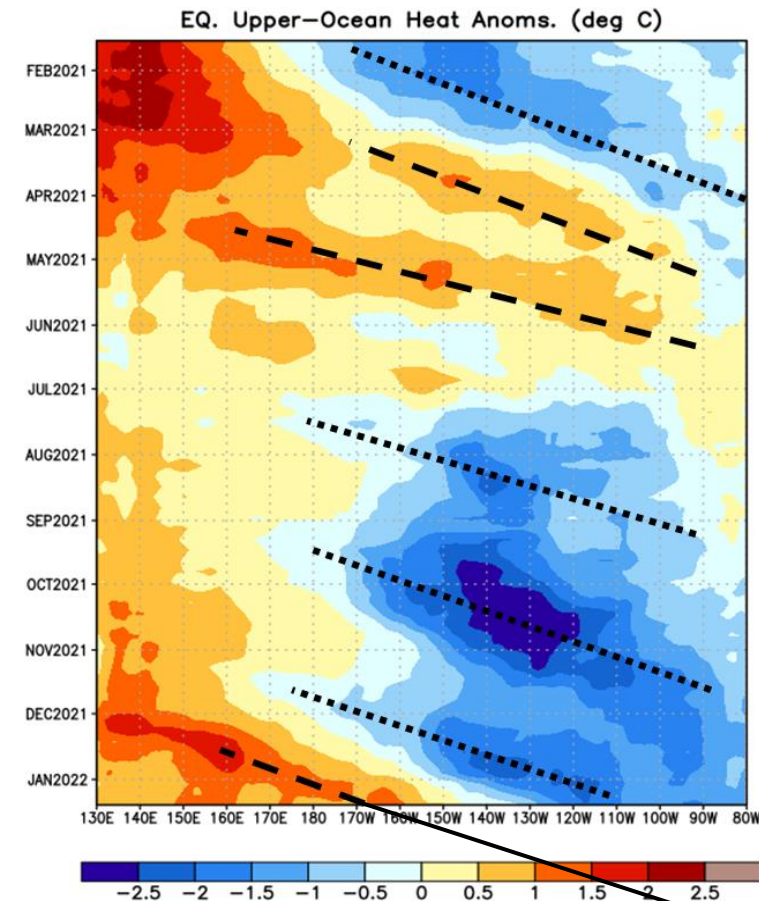 EQ. Upper-Ocean Heat Anoms. (deg C)
FEB2021
MAR2021
APR2021
MAY2021
JUN2021
JUL2021
AUG2021
SEP2021
OCT2021
NOV2021
DEC2021
JAN2022
130E 140E 150E 160E 170E 180 170W 160W 150W 140W 130W 120W 110W 100W 90W 80W
-2.5 -2 -1.5 -1 -0.5 0 0.5 1 1.5 2 2.5